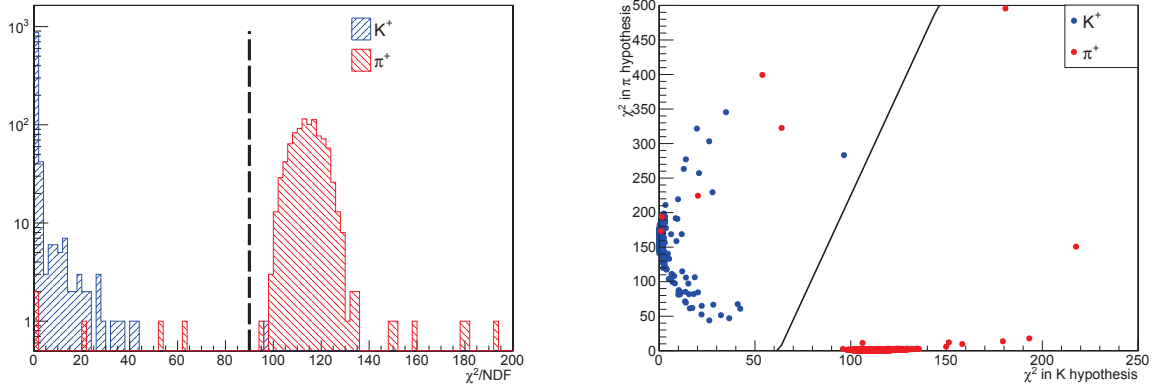 10³
10²
10
1
K⁺
π⁺
0 20 40 60 80 100 120 140 160 180 200
χ²/NDF
χ² in π hypothesis
500
450
400
350
300
250
200
150
100
50
0
K⁺
π⁺
0 50 100 150 200 250
χ² in K hypothesis